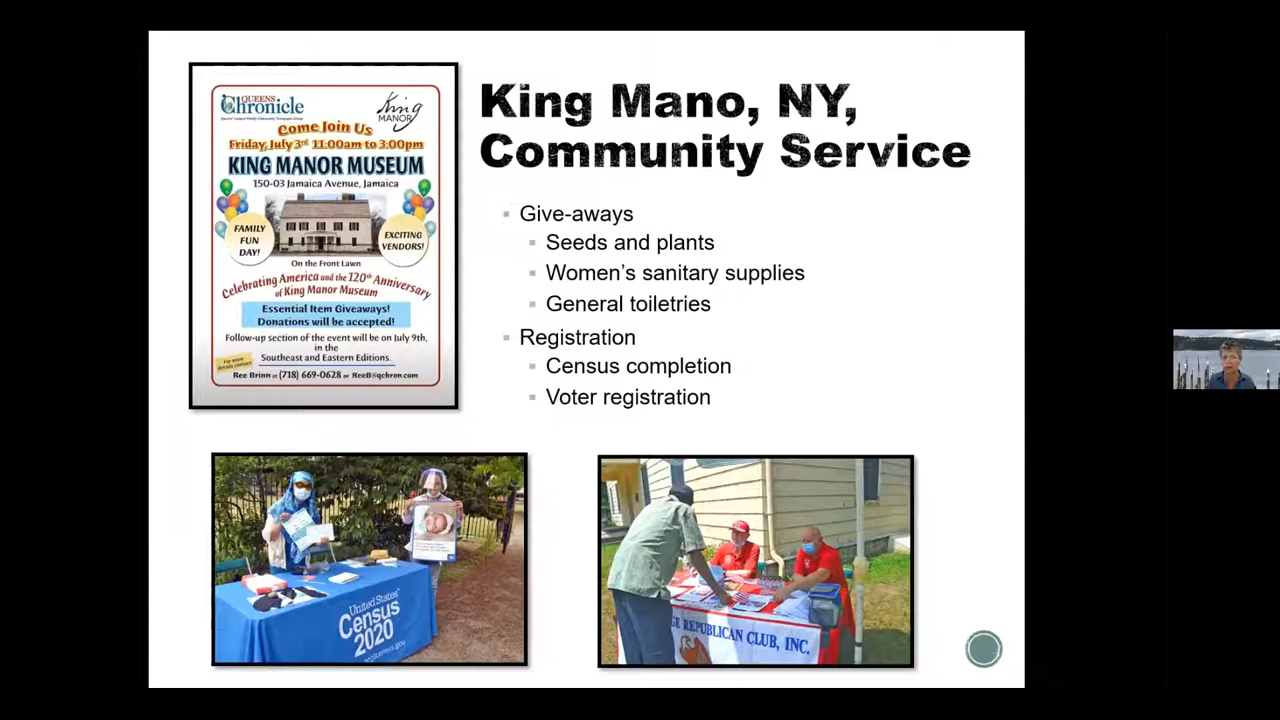 King Mano, NY,
Community Service
QUEENS
Chronicle
King
MANOR
Come Join Us
Friday, July 3rd 11:00am to 3:00pm
KING MANOR MUSEUM
150-03 Jamaica Avenue, Jamaica
FAMILY
FUN
DAY!
EXCITING
VENDORS!
On the Front Lawn
Celebrating America and the 120th Anniversary
of King Manor Museum
Essential Item Giveaways!
Donations will be accepted!
Follow-up section of the event will be on July 9th,
in the
Southeast and Eastern Editions.
For more
details contact
Ree Brinn at (718) 669-0628 or ReeB@qchron.com
Give-aways
Seeds and plants
Women's sanitary supplies
General toiletries
Registration
Census completion
Voter registration
United States
Census
2020
REPUBLICAN CLUB, INC.